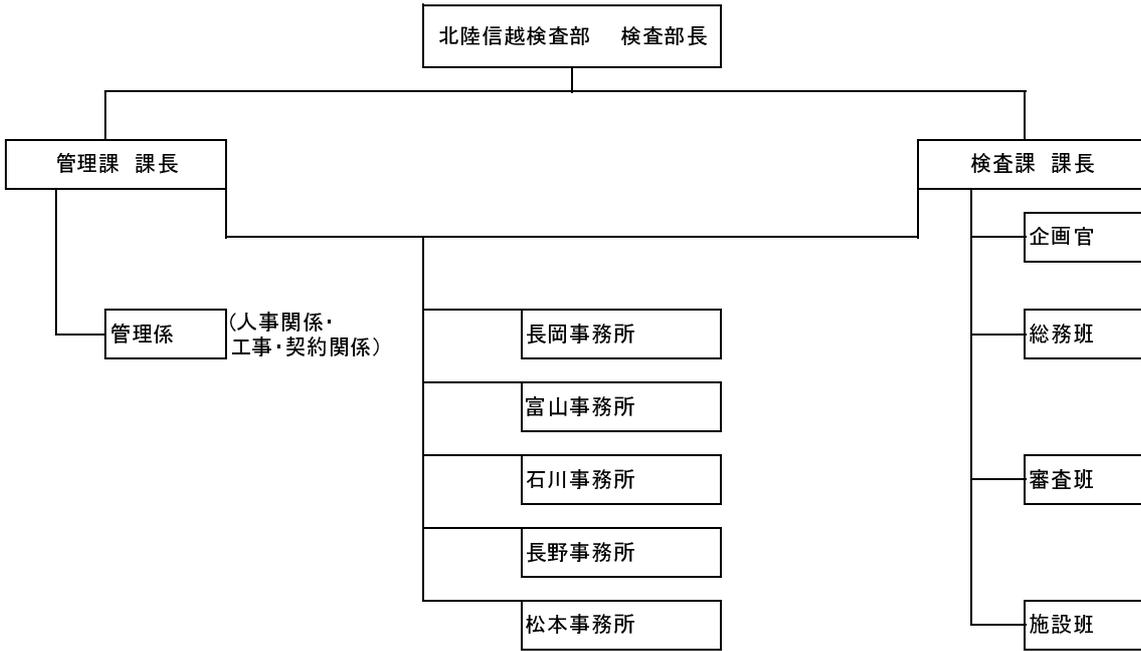 北陸信越検査部　検査部長
管理課 課長
検査課 課長
企画官
管理係
(人事関係・
工事・契約関係)
長岡事務所
総務班
富山事務所
石川事務所
審査班
長野事務所
松本事務所
施設班